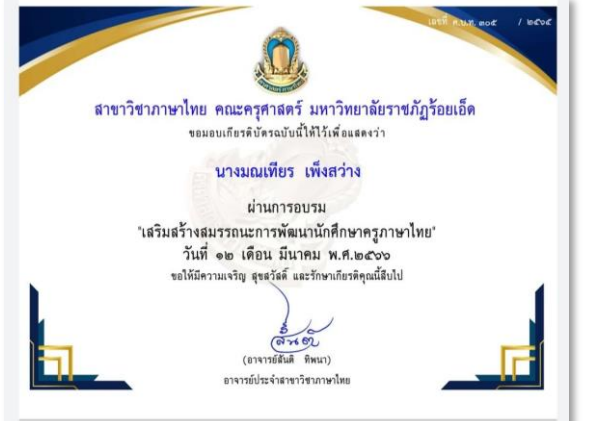 เลขที่ ค.บ.ท. ๓๐๕ / ๒๕๖๕
สาขาวิชาภาษาไทย คณะครุศาสตร์ มหาวิทยาลัยราชภัฏร้อยเอ็ด
ขอมอบเกียรติบัตรฉบับนี้ให้ไว้เพื่อแสดงว่า
นางมณเทียร เพ็งสว่าง
ผ่านการอบรม
"เสริมสร้างสมรรถนะการพัฒนานักศึกษาครูภาษาไทย"
วันที่ ๑๒ เดือน มีนาคม พ.ศ.๒๕๖๖
ขอให้มีความเจริญ สุขสวัสดิ์ และรักษาเกียรติคุณนี้สืบไป
สันติ
(อาจารย์สันติ ทิพนา)
อาจารย์ประจำสาขาวิชาภาษาไทย